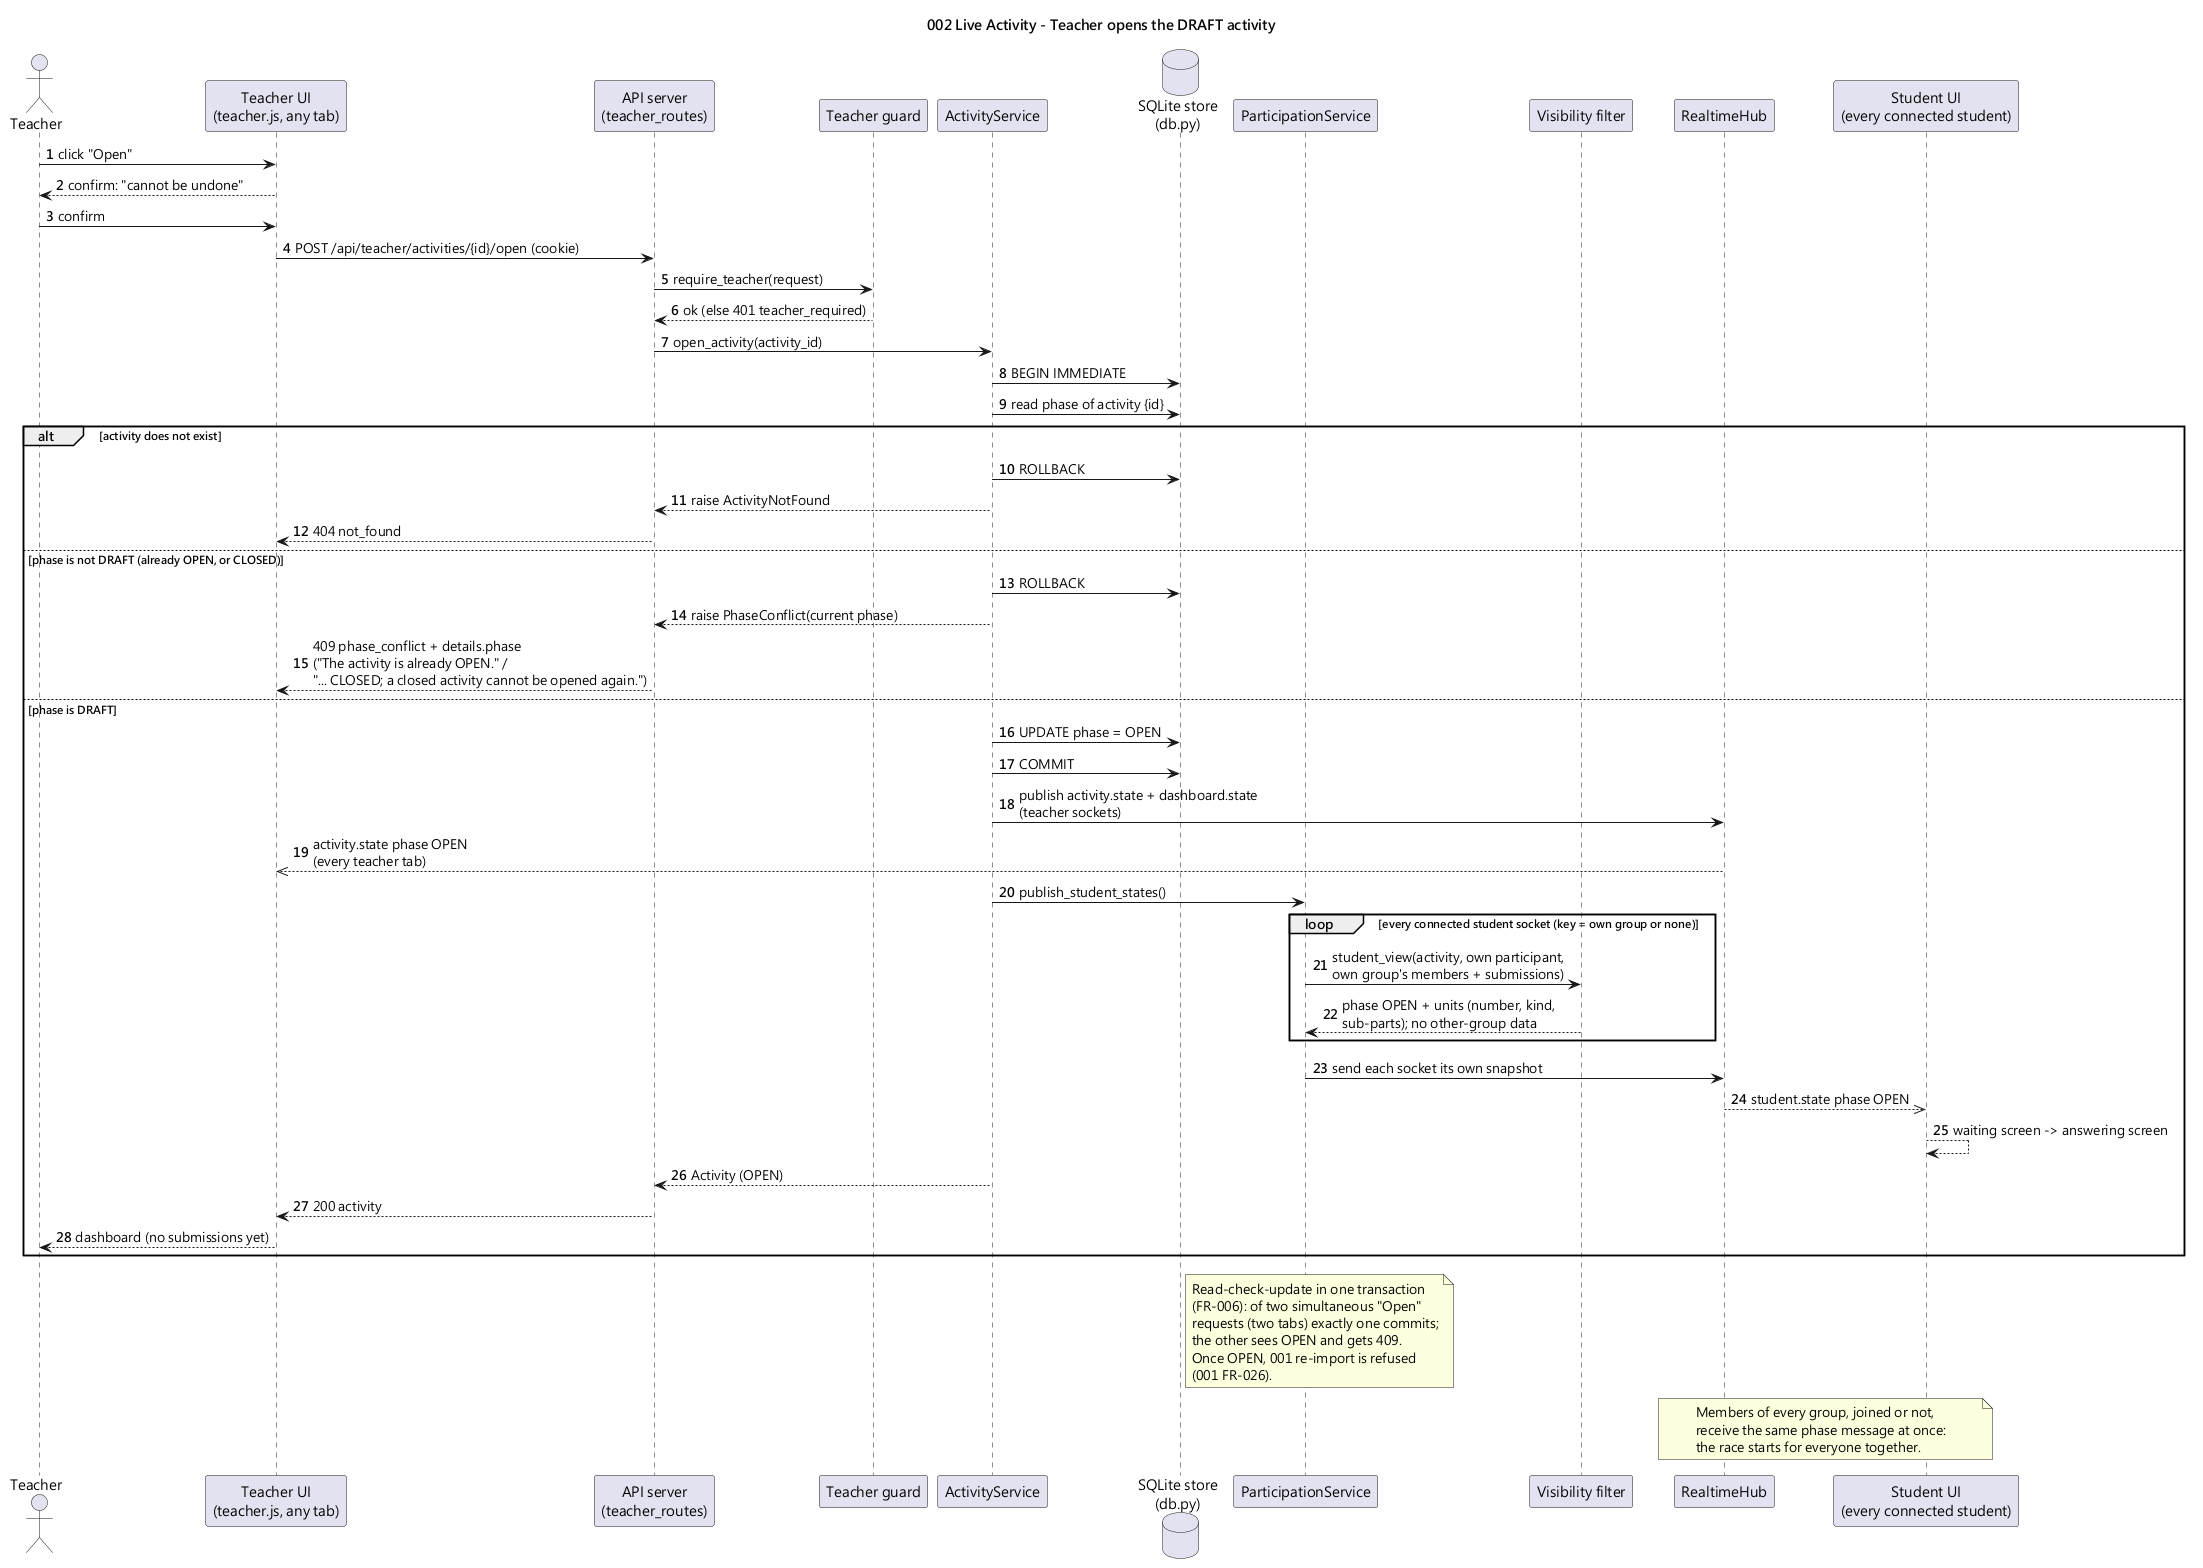 002 Live Activity - Teacher opens the DRAFT activity
Teacher
Teacher UI
(teacher.js, any tab)
API server
(teacher_routes)
Teacher guard
ActivityService
SQLite store
(db.py)
ParticipationService
Visibility filter
RealtimeHub
Student UI
(every connected student)
1 click "Open"
2 confirm: "cannot be undone"
3 confirm
4 POST /api/teacher/activities/{id}/open (cookie)
5 require_teacher(request)
6 ok (else 401 teacher_required)
7 open_activity(activity_id)
8 BEGIN IMMEDIATE
9 read phase of activity {id}
alt [activity does not exist]
10 ROLLBACK
11 raise ActivityNotFound
12 404 not_found
[phase is not DRAFT (already OPEN, or CLOSED)]
13 ROLLBACK
14 raise PhaseConflict(current phase)
15 409 phase_conflict + details.phase
("The activity is already OPEN." /
"... CLOSED; a closed activity cannot be opened again.")
[phase is DRAFT]
16 UPDATE phase = OPEN
17 COMMIT
18 publish activity.state + dashboard.state
(teacher sockets)
19 activity.state phase OPEN
(every teacher tab)
20 publish_student_states()
loop [every connected student socket (key = own group or none)]
21 student_view(activity, own participant,
own group's members + submissions)
22 phase OPEN + units (number, kind,
sub-parts); no other-group data
23 send each socket its own snapshot
24 student.state phase OPEN
25 waiting screen -> answering screen
26 Activity (OPEN)
27 200 activity
28 dashboard (no submissions yet)
Read-check-update in one transaction
(FR-006): of two simultaneous "Open"
requests (two tabs) exactly one commits;
the other sees OPEN and gets 409.
Once OPEN, 001 re-import is refused
(001 FR-026).
Members of every group, joined or not,
receive the same phase message at once:
the race starts for everyone together.
Teacher
Teacher UI
(teacher.js, any tab)
API server
(teacher_routes)
Teacher guard
ActivityService
SQLite store
(db.py)
ParticipationService
Visibility filter
RealtimeHub
Student UI
(every connected student)